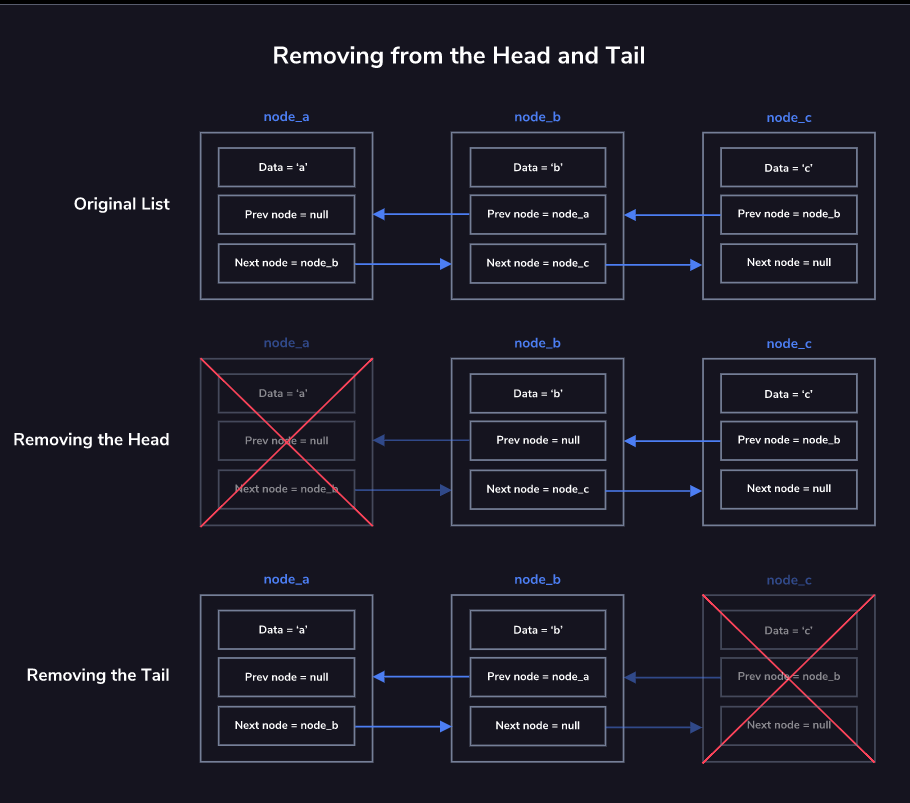 Removing from the Head and Tail
node_a
node_b
node_c
Original List
Data = ‘a’
Data = ‘b’
Data = ‘c’
Prev node = null
Prev node = node_a
Prev node = node_b
Next node = node_b
Next node = node_c
Next node = null
node_a
node_b
node_c
Removing the Head
Data = ‘a’
Data = ‘b’
Data = ‘c’
Prev node = null
Prev node = null
Prev node = node_b
Next node = node_b
Next node = node_c
Next node = null
node_a
node_b
node_c
Removing the Tail
Data = ‘a’
Data = ‘b’
Data = ‘c’
Prev node = null
Prev node = node_a
Prev node = node_b
Next node = node_b
Next node = null
Next node = null